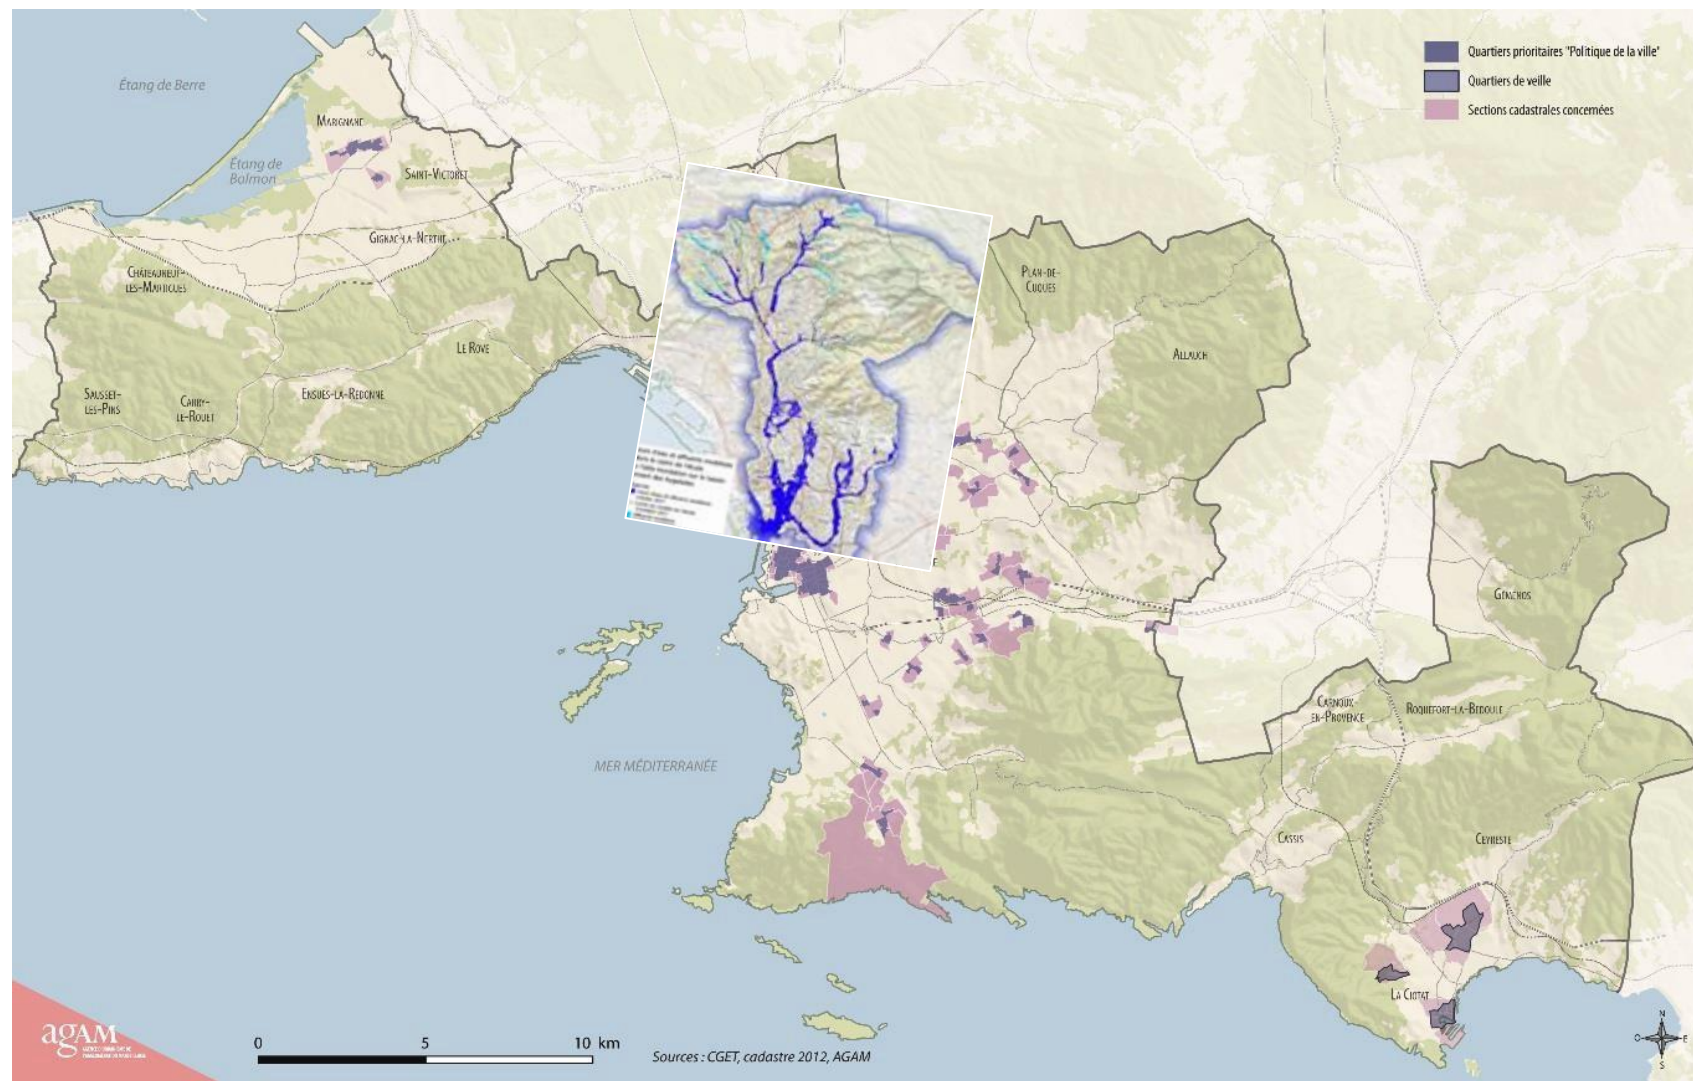 Quartiers prioritaires "Politique de la ville"
Quartiers de veille
Sections cadastrales concernées
Étang de Berre
MARIGNANE
Étang de
Bolmon
SAINT-VICTORET
GIGNAC-LA-NERTHE
CHÂTEAUNEUF-
LES-MARTIGUES
PLAN-DE-
CUQUES
LE ROVE
ALLAUCH
SAUSSET-
LES-PINS
CARRY-
LE-ROUET
ENSUES-LA-REDONNE
E
GÉMENOS
CARNOUX-
EN-PROVENCE
ROQUEFORT-LA-BEDOULE
MER MÉDITERRANÉE
CASSIS
CEYRESTE
LA CIOTAT
agAM
0 5 10 km
Sources : CGET, cadastre 2012, AGAM
N
O E
S